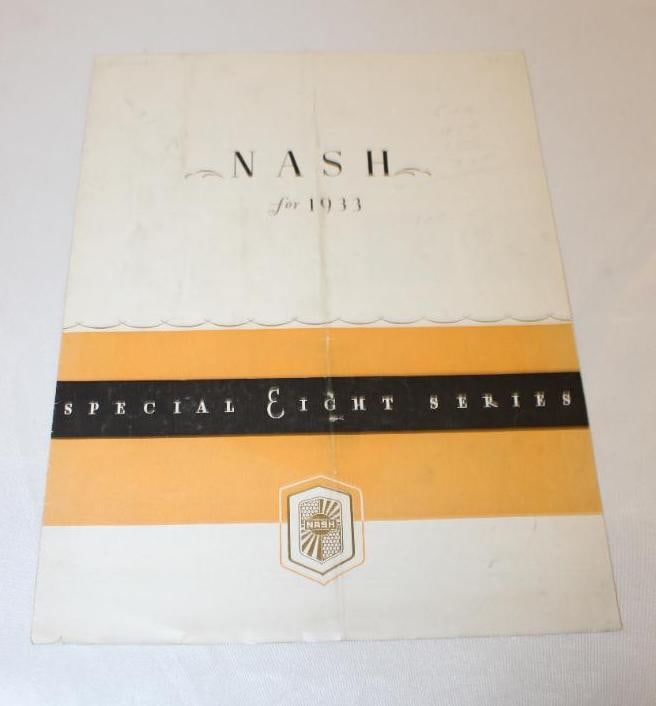 NASH
for 1933
SPECIAL EIGHT SERIES
NASH